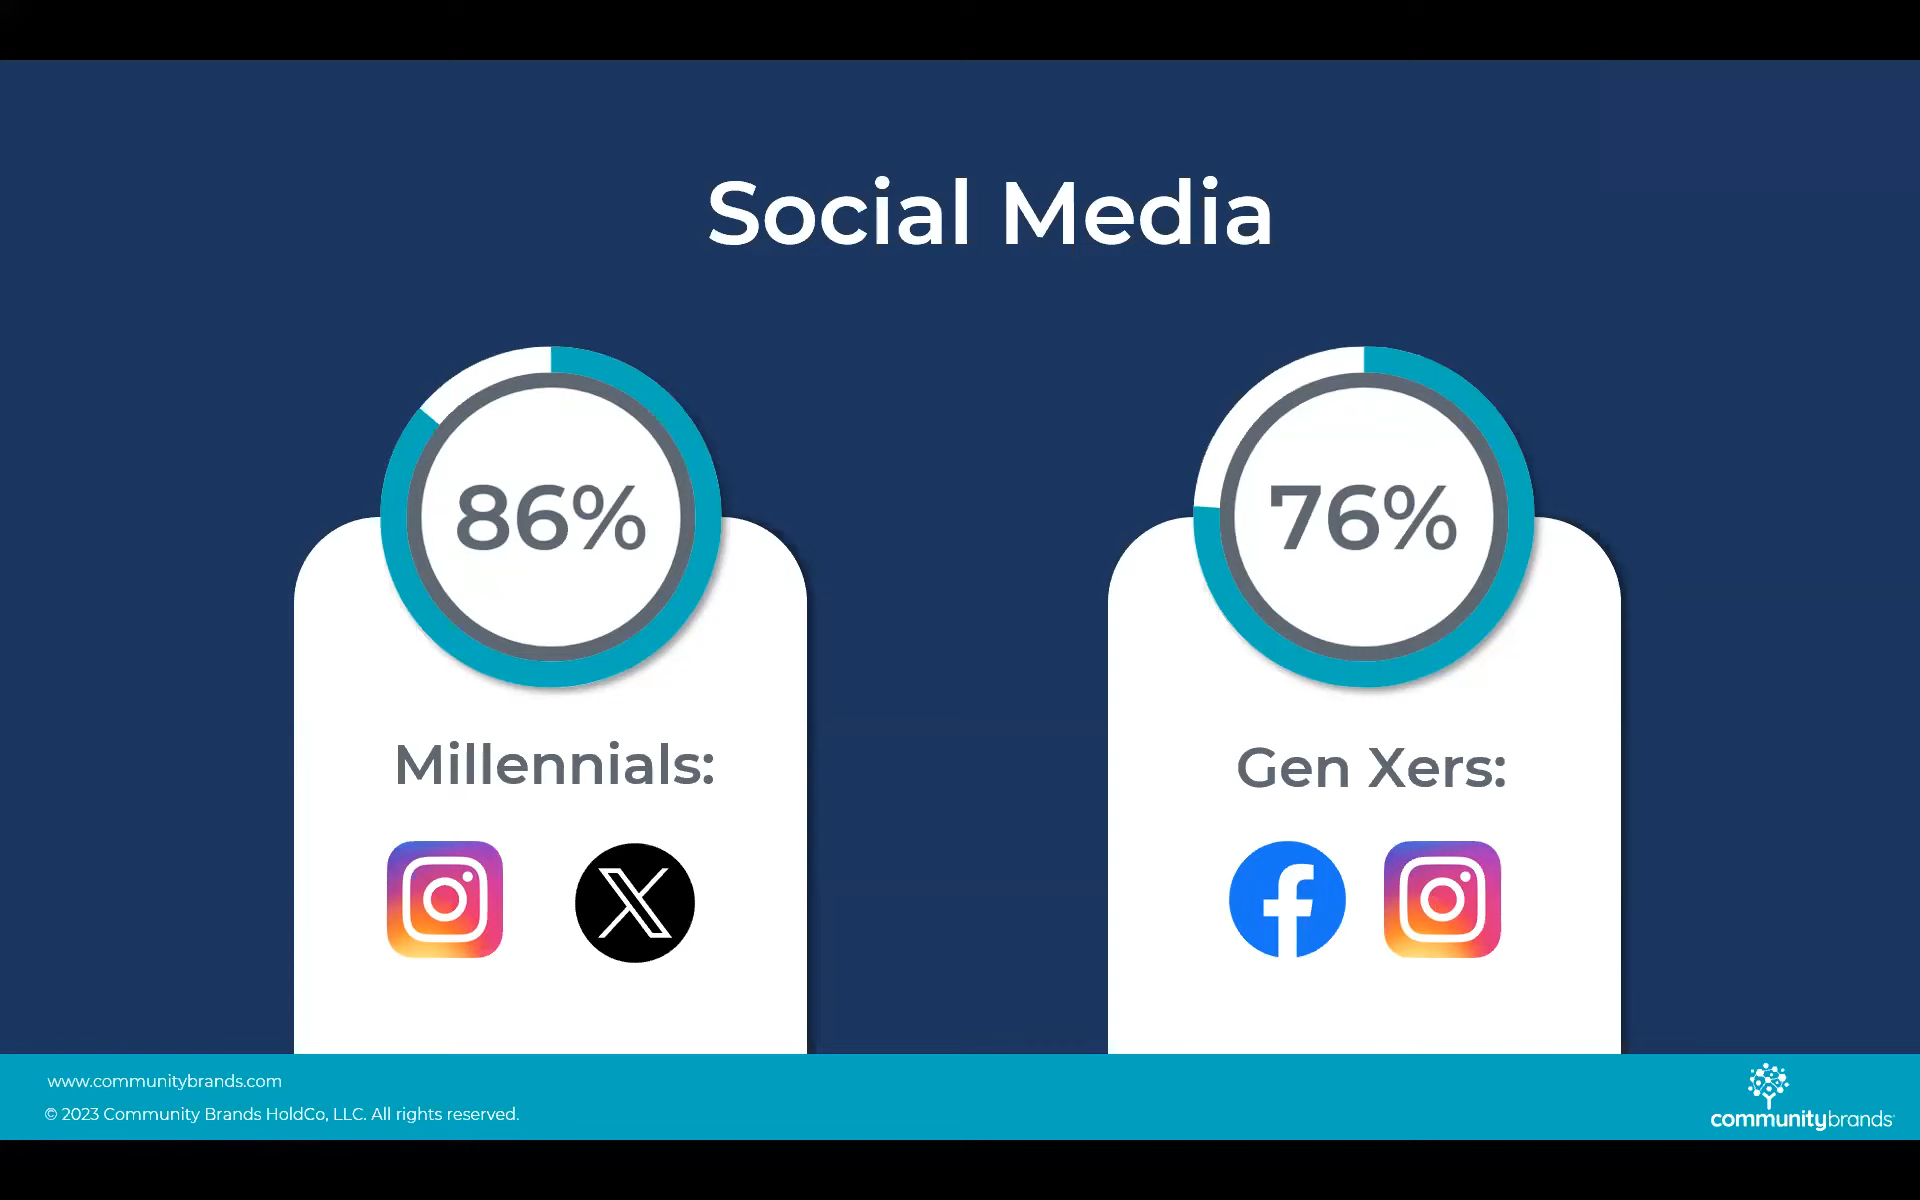 Social Media
86%
76%
Millennials:
Gen Xers:
www.communitybrands.com
© 2023 Community Brands HoldCo, LLC. All rights reserved.
communitybrands